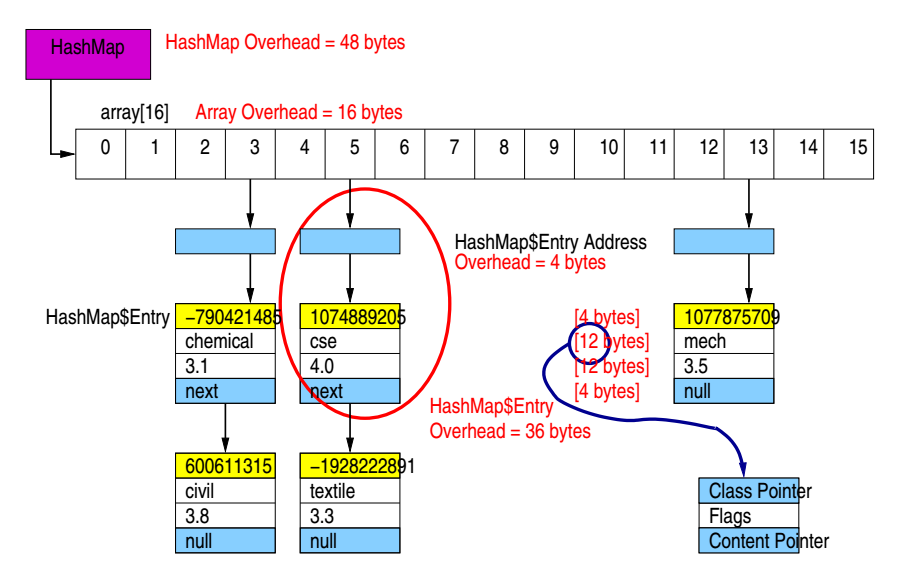 HashMap
HashMap Overhead = 48 bytes
array[16]
Array Overhead = 16 bytes
0 1 2 3 4 5 6 7 8 9 10 11 12 13 14 15
HashMap$Entry Address
Overhead = 4 bytes
HashMap$Entry
−790421485
chemical
3.1
next
1074889205
cse
4.0
next
[4 bytes]
[12 bytes]
[12 bytes]
[4 bytes]
1077875709
mech
3.5
null
HashMap$Entry
Overhead = 36 bytes
600611315
civil
3.8
null
−1928222891
textile
3.3
null
Class Pointer
Flags
Content Pointer